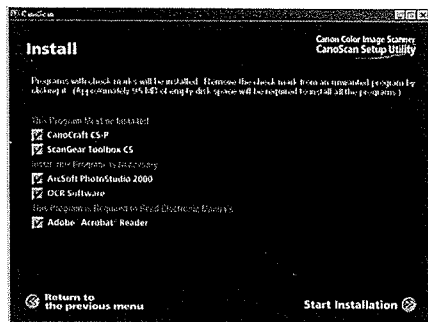 CanoScan
Install
Canon Color Image Scanner
CanoScan Setup Utility
Programs with check marks will be installed. Remove the check mark from an unwanted program by
clicking it. (Approximately 95 MB of empty disk space will be required to install all the programs.)
This Program Must be Installed
CanoCraft CS-P
ScanGear Toolbox CS
Install this Program as Necessary
ArcSoft PhotoStudio 2000
OCR Software
This Program is Required to Read Electronic Manuals
Adobe Acrobat Reader
Return to
the previous menu
Start Installation